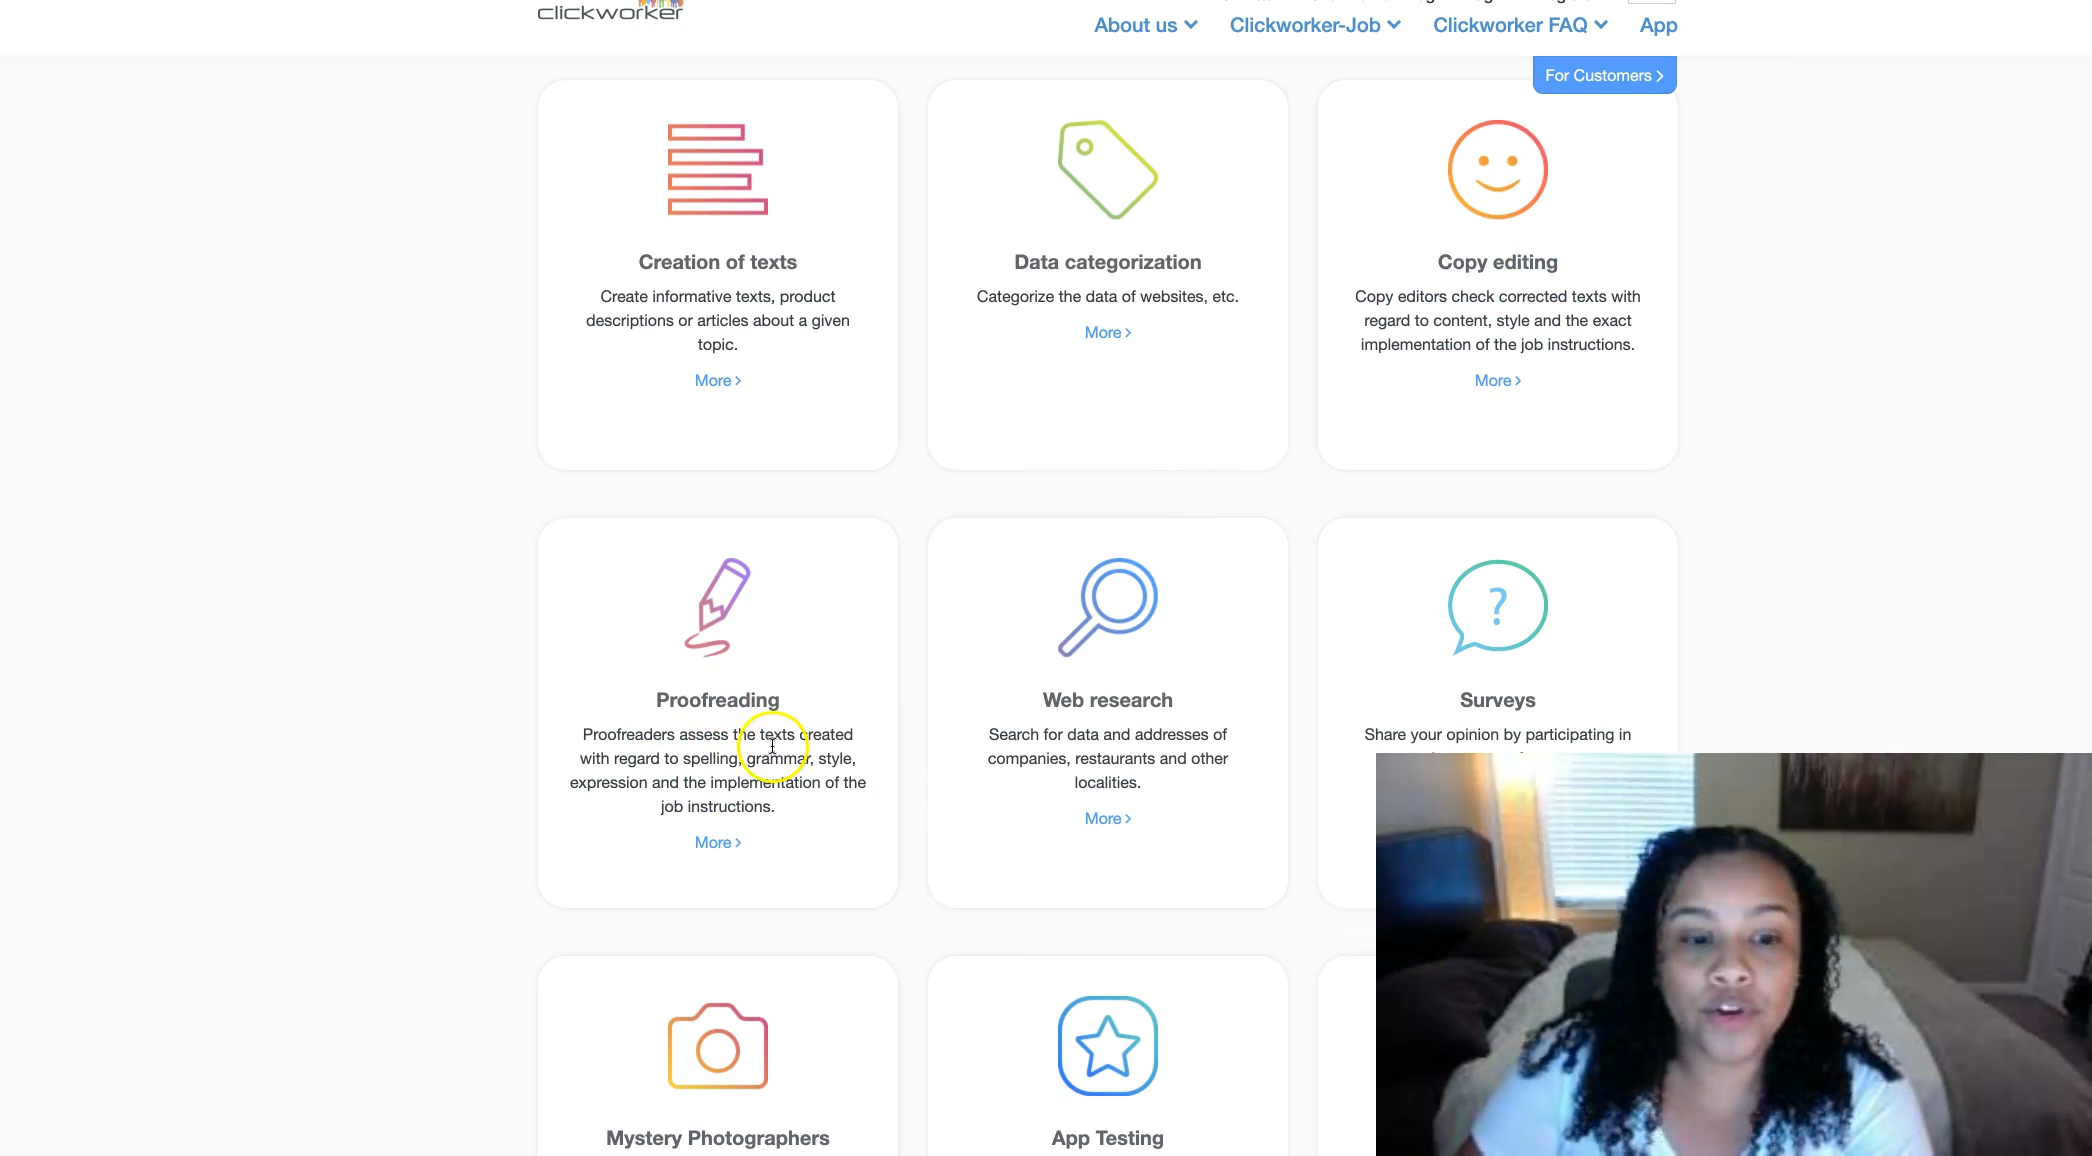 clickworker
About us
Clickworker-Job
Clickworker FAQ
App
For Customers >
Creation of texts
Create informative texts, product
descriptions or articles about a given
topic.
More >
Data categorization
Categorize the data of websites, etc.
More >
Copy editing
Copy editors check corrected texts with
regard to content, style and the exact
implementation of the job instructions.
More >
Proofreading
Proofreaders assess the texts created
with regard to spelling, grammar, style,
expression and the implementation of the
job instructions.
More >
Web research
Search for data and addresses of
companies, restaurants and other
localities.
More >
?
Surveys
Share your opinion by participating in
Mystery Photographers
App Testing